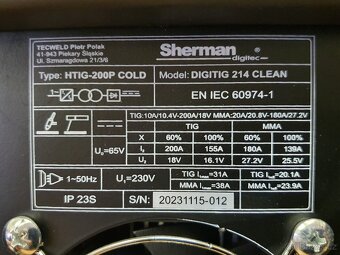 TECWELD Piotr Polak
41-943 Piekary Śląskie
Ul. Szmaragdowa 21/3/6
Sherman
digitec
Type: HTIG-200P COLD
Model: DIGITIG 214 CLEAN
EN IEC 60974-1
TIG:10A/10.4V-200A/18V MMA:20A/20.8V-180A/27.2V
TIG MMA
X 60% 100% 60% 100%
I₂ 200A 155A 180A 139A
U₀=65V
U₂ 18V 16.1V 27.2V 25.5V
1~50Hz
U₁=230V
TIG I₁ₘₐₓ=31A TIG I₁eff=20.1A
MMA I₁ₘₐₓ=38A MMA I₁eff=23.9A
IP 23S
S/N: 20231115-012